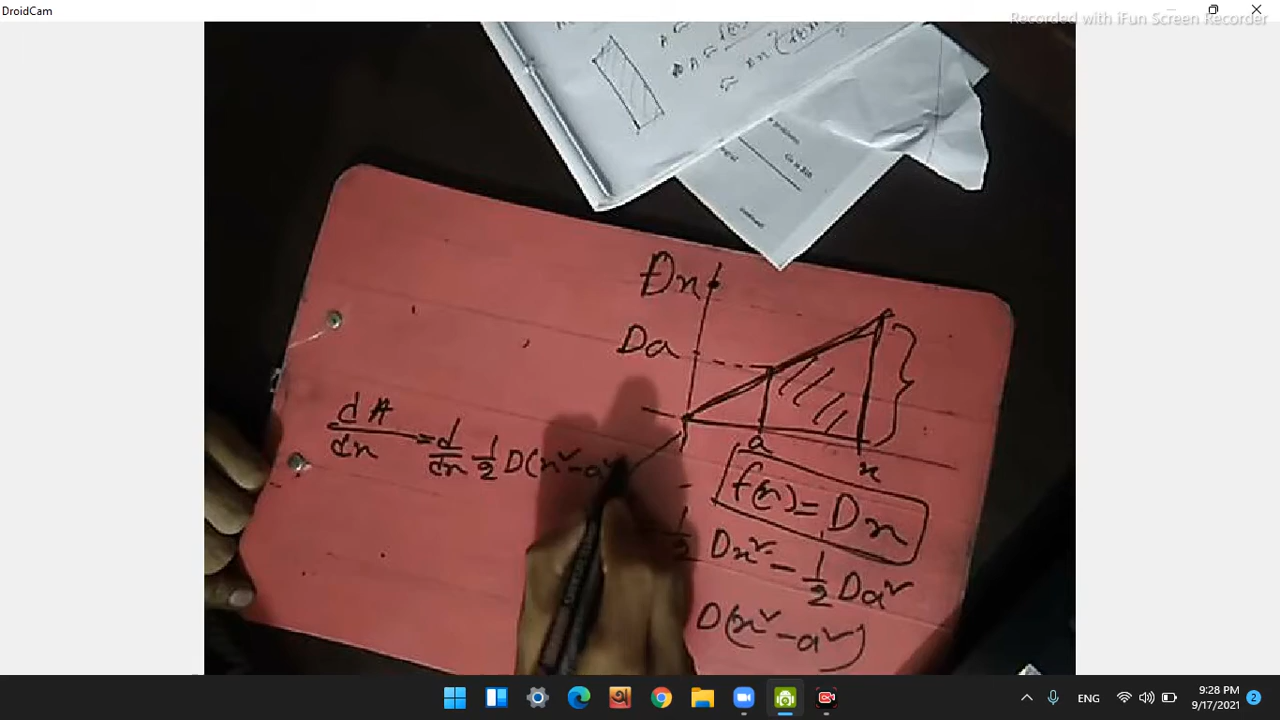 DroidCam
Recorded with iFun Screen Recorder
Dx
Da
a
x
f(x) = Dx
1/2 Dx² - 1/2 Da²
D(x² - a²)
dA/dx = d/dx 1/2 D(x² - a²
ENG
9:28 PM
9/17/2021
2